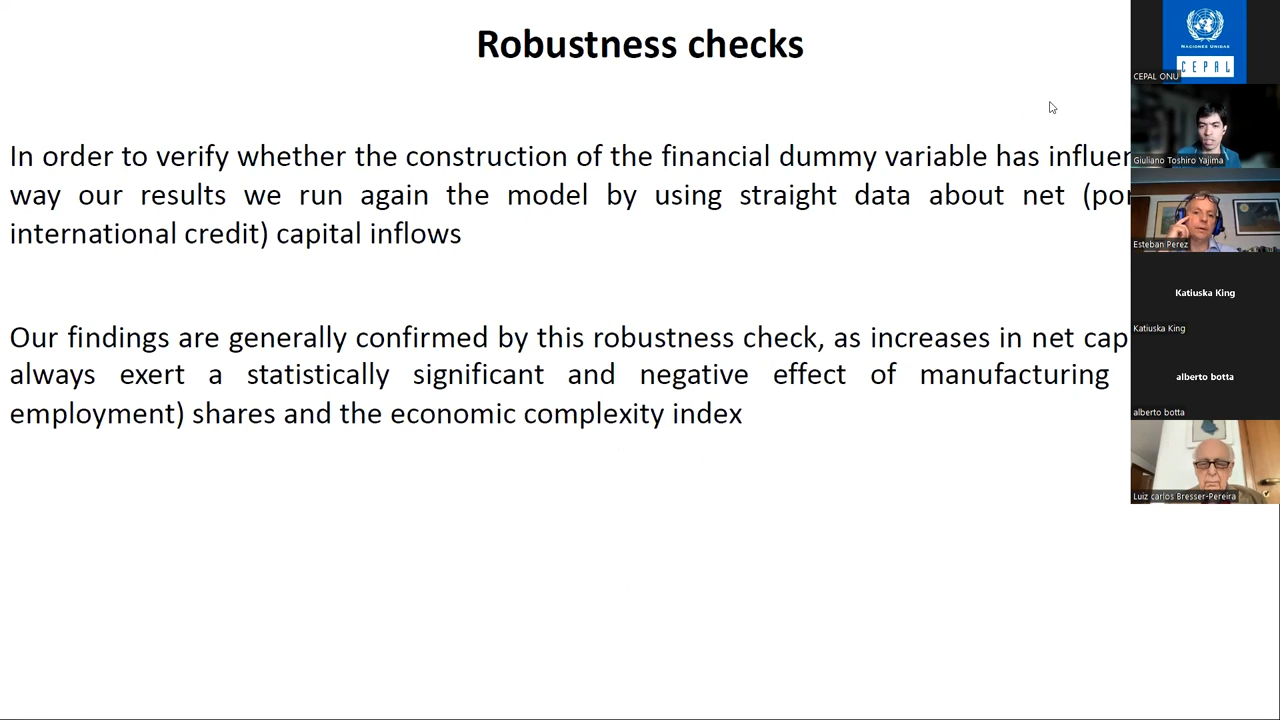 Robustness checks
In order to verify whether the construction of the financial dummy variable has
way our results we run again the model by using straight data about net
international credit) capital inflows
Our findings are generally confirmed by this robustness check, as increases in net
always exert a statistically significant and negative effect of manufacturing
employment) shares and the economic complexity index
NACIONES UNIDAS
CEPAL
CEPAL ONU
Giuliano Toshiro Yajima
Esteban Perez
Katiuska King
Katiuska King
alberto botta
alberto botta
Luiz carlos Bresser-Pereira